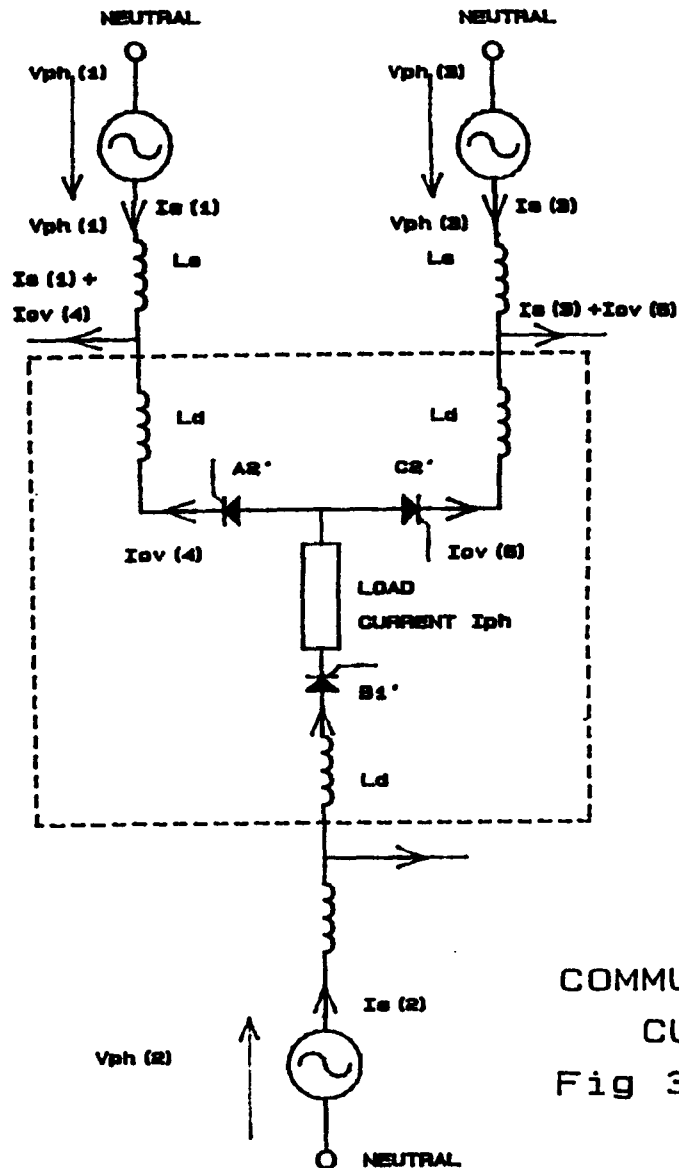 NEUTRAL
NEUTRAL
Vph (1)
Vph (3)
Is (1)
Is (3)
Vph (1)
Vph (3)
Ls
Ls
Is (1) +
Iov (4)
Is (3) +Iov (6)
Ld
Ld
A2'
C2'
Iov (4)
Iov (6)
LOAD
CURRENT Iph
B1'
Ld
Is (2)
Vph (2)
NEUTRAL
CU
Fig 3